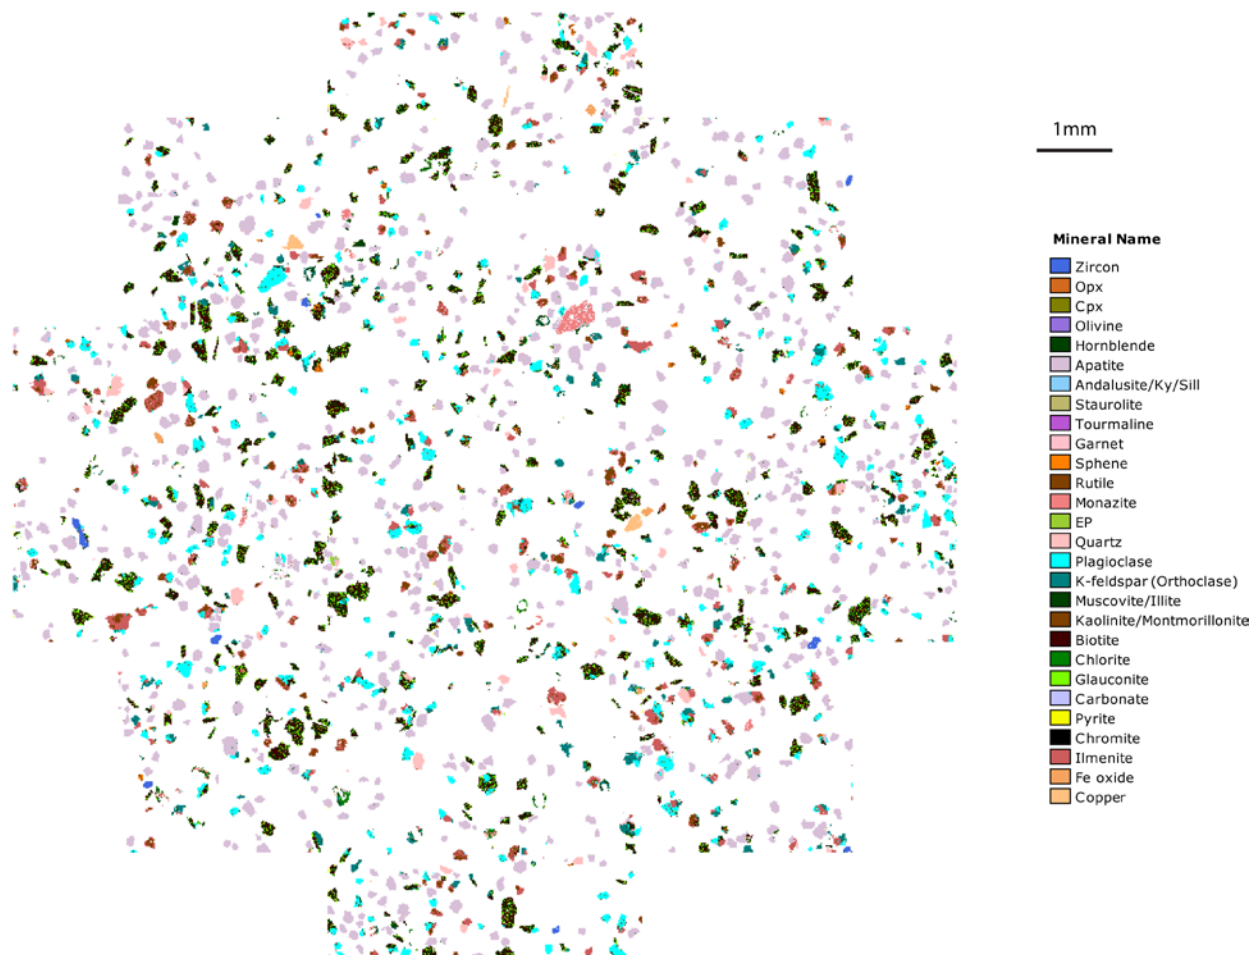 1mm
Mineral Name
Zircon
Opx
Cpx
Olivine
Hornblende
Apatite
Andalusite/Ky/Sill
Staurolite
Tourmaline
Garnet
Sphene
Rutile
Monazite
EP
Quartz
Plagioclase
K-feldspar (Orthoclase)
Muscovite/Illite
Kaolinite/Montmorillonite
Biotite
Chlorite
Glauconite
Carbonate
Pyrite
Chromite
Ilmenite
Fe oxide
Copper